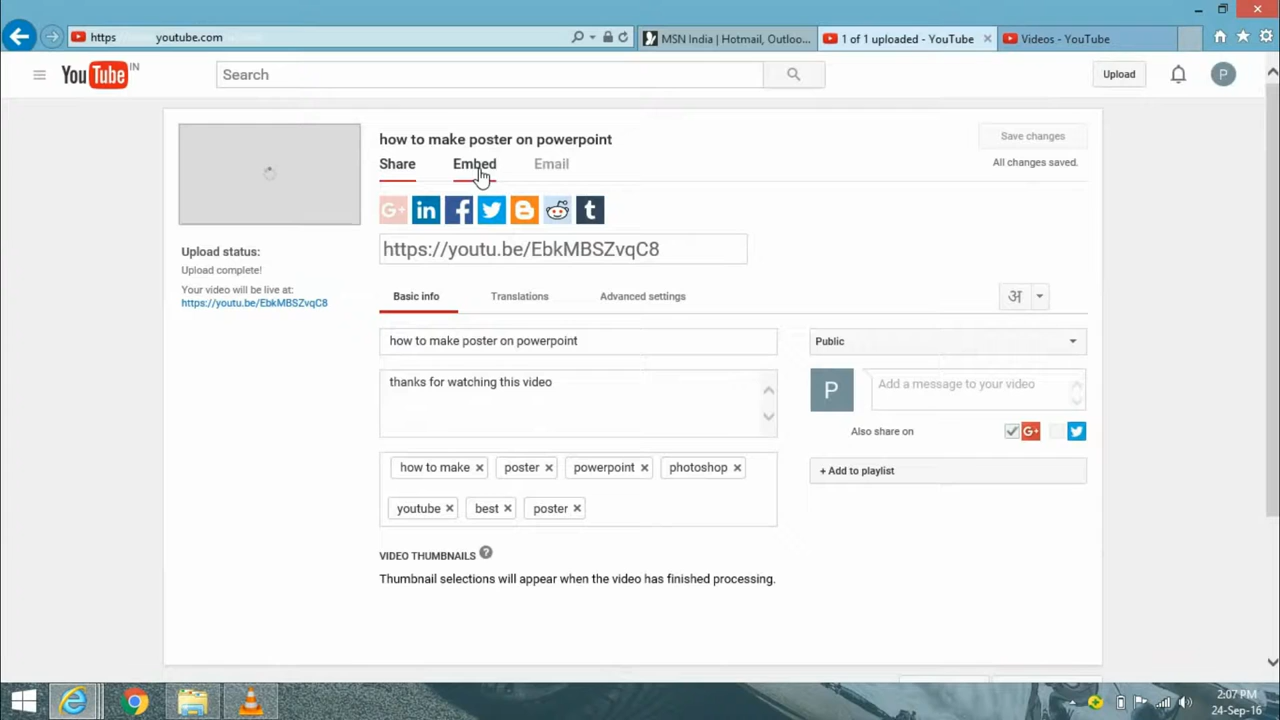 https youtube.com
MSN India | Hotmail, Outloo...
1 of 1 uploaded - YouTube
Videos - YouTube
YouTube IN
Search
Upload
P
how to make poster on powerpoint
Save changes
Share Embed Email
All changes saved.
G+ in f B t
https://youtu.be/EbkMBSZvqC8
Upload status:
Upload complete!
Your video will be live at:
https://youtu.be/EbkMBSZvqC8
Basic info Translations Advanced settings
अ
how to make poster on powerpoint
Public
thanks for watching this video
P
Add a message to your video
Also share on G+
how to make × poster × powerpoint × photoshop ×
+ Add to playlist
youtube × best × poster ×
VIDEO THUMBNAILS ?
Thumbnail selections will appear when the video has finished processing.
2:07 PM
24-Sep-16